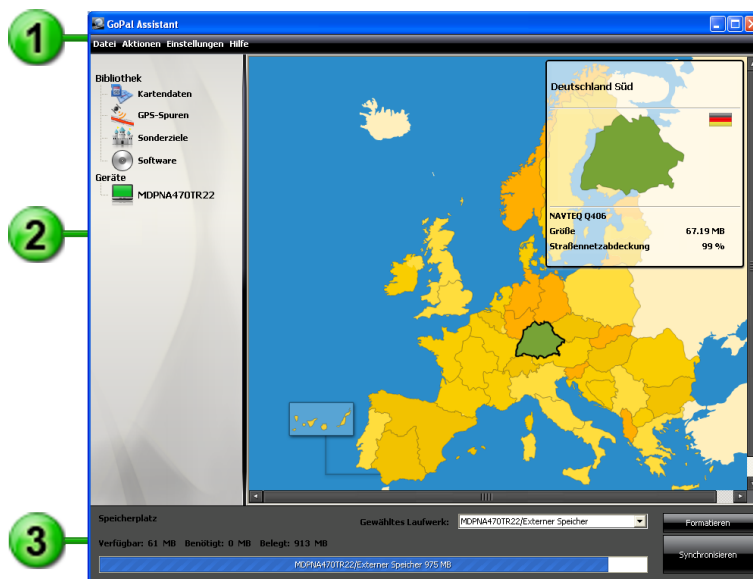 1
GoPal Assistant
Datei Aktionen Einstellungen Hilfe
Bibliothek
Kartendaten
GPS-Spuren
Sonderziele
Software
Geräte
MDPNA470TR22
2
Deutschland Süd
NAVTEQ Q406
Größe 67.19 MB
Straßennetzabdeckung 99 %
3
Speicherplatz
Gewähltes Laufwerk: MDPNA470TR22/Externer Speicher
Formatieren
Verfügbar: 61 MB Benötigt: 0 MB Belegt: 913 MB
Synchronisieren
MDPNA470TR22/Externer Speicher 975 MB